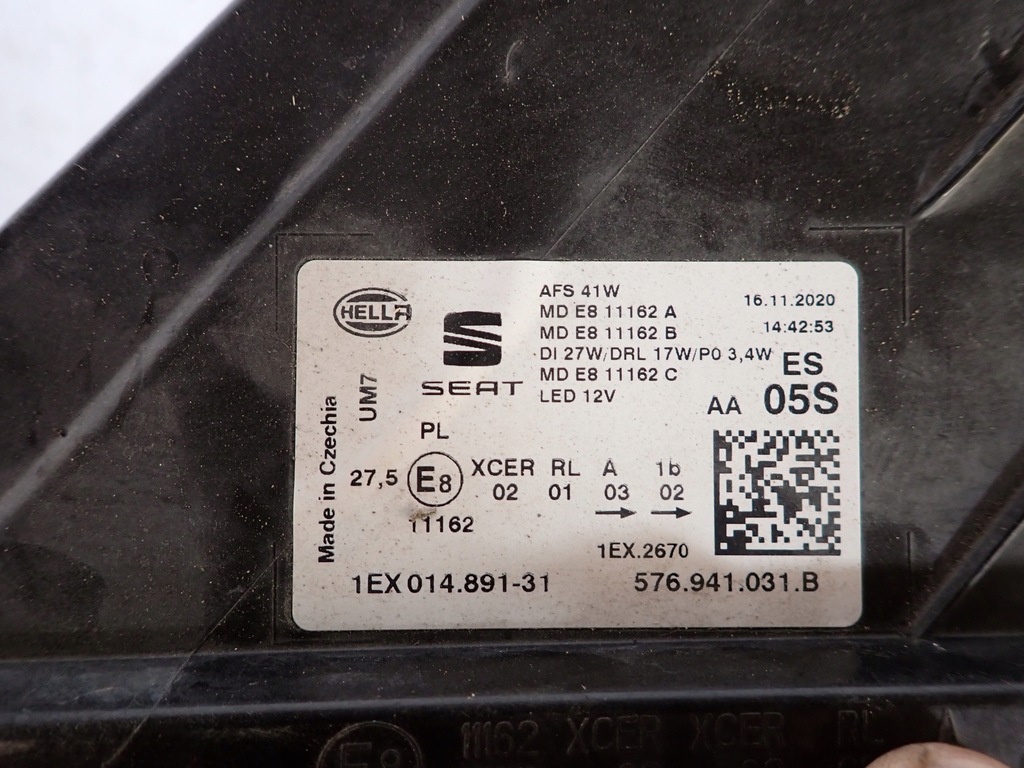 HELLA
SEAT
AFS 41W
MD E8 11162 A
MD E8 11162 B
DI 27W/DRL 17W/P0 3,4W
MD E8 11162 C
LED 12V
16.11.2020
14:42:53
ES
AA 05S
Made in Czechia
UM7
PL
27,5 E8 XCER RL A 1b
02 01 03 02
11162 → →
1EX.2670
1EX 014.891-31 576.941.031.B
E8 11162 XCER XCER RL A